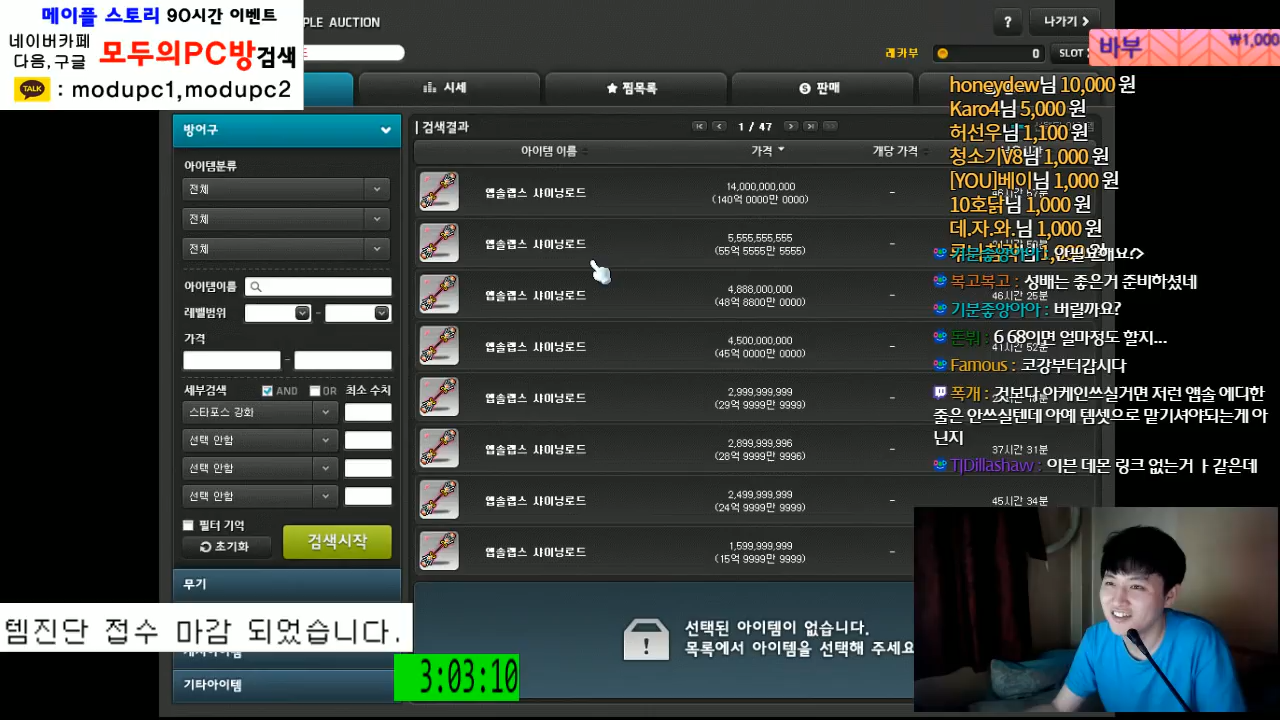 메이플 스토리 90시간 이벤트
네이버카페
다음,구글
모두의PC방검색
TALK : modupc1,modupc2
PLE AUCTION
?
나가기
레카부
0
SLOT
바부
₩1,000
시세
찜목록
판매
honeydew님 10,000 원
Karo4님 5,000 원
허선우님 1,100 원
청소기V8님 1,000 원
[YOU]베이님 1,000 원
10호닭님 1,000 원
데.자.와.님 1,000 원
방어구
아이템분류
전체
전체
전체
아이템이름
레벨범위
-
가격
-
세부검색
AND
OR
최소 수치
스타포스 강화
선택 안함
선택 안함
선택 안함
필터 기억
초기화
검색시작
무기
기타아이템
검색결과
1 / 47
아이템 이름
가격
개당 가격
앱솔랩스 샤이닝로드
14,000,000,000
(140억 0000만 0000)
-
앱솔랩스 샤이닝로드
5,555,555,555
(55억 5555만 5555)
-
앱솔랩스 샤이닝로드
4,888,000,000
(48억 8800만 0000)
-
46시간 25분
앱솔랩스 샤이닝로드
4,500,000,000
(45억 0000만 0000)
-
41시간 52분
앱솔랩스 샤이닝로드
2,999,999,999
(29억 9999만 9999)
-
앱솔랩스 샤이닝로드
2,899,999,996
(28억 9999만 9996)
-
37시간 31분
앱솔랩스 샤이닝로드
2,499,999,999
(24억 9999만 9999)
-
45시간 34분
앱솔랩스 샤이닝로드
1,599,999,999
(15억 9999만 9999)
-
복고복고 : 성배는 좋은거 준비하셨네
기분좋앙아아 : 버릴까요?
돈붂 : 6 68이면 얼마정도 할지...
Famous : 코강부터갑시다
폭개 : 것본다 아케인쓰실거면 저런 앱솔 에디한
줄은 안쓰실텐데 아예 템셋으로 맡기셔야되는게 아
닌지
T|Dillashaw : 이븐 데몬 링크 없는거 ㅏ 같은데
선택된 아이템이 없습니다.
목록에서 아이템을 선택해 주세요
템진단 접수 마감 되었습니다.
3:03:10